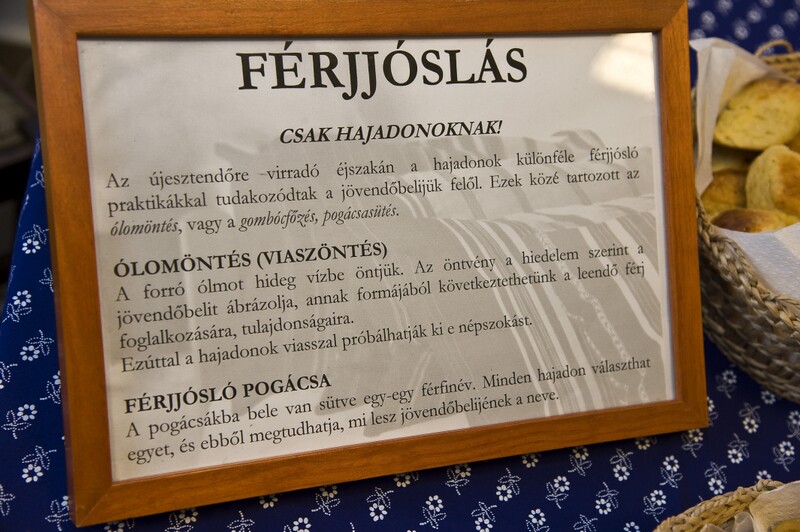 FÉRJJÓSLÁS
CSAK HAJADONOKNAK!
Az újesztendőre virradó éjszakán a hajadonok különféle férjjósló
praktikákkal tudakozódtak a jövendőbelijük felől. Ezek közé tartozott az
ólomöntés, vagy a gombócfőzés, pogácsasütés.
ÓLOMÖNTÉS (VIASZÖNTÉS)
A forró ólmot hideg vízbe öntjük. Az öntvény a hiedelem szerint a
jövendőbelit ábrázolja, annak formájából következtethetünk a leendő férj
foglalkozására, tulajdonságaira.
Ezúttal a hajadonok viasszal próbálhatják ki e népszokást.
FÉRJJÓSLÓ POGÁCSA
A pogácsákba bele van sütve egy-egy férfinév. Minden hajadon választhat
egyet, és ebből megtudhatja, mi lesz jövendőbelijének a neve.